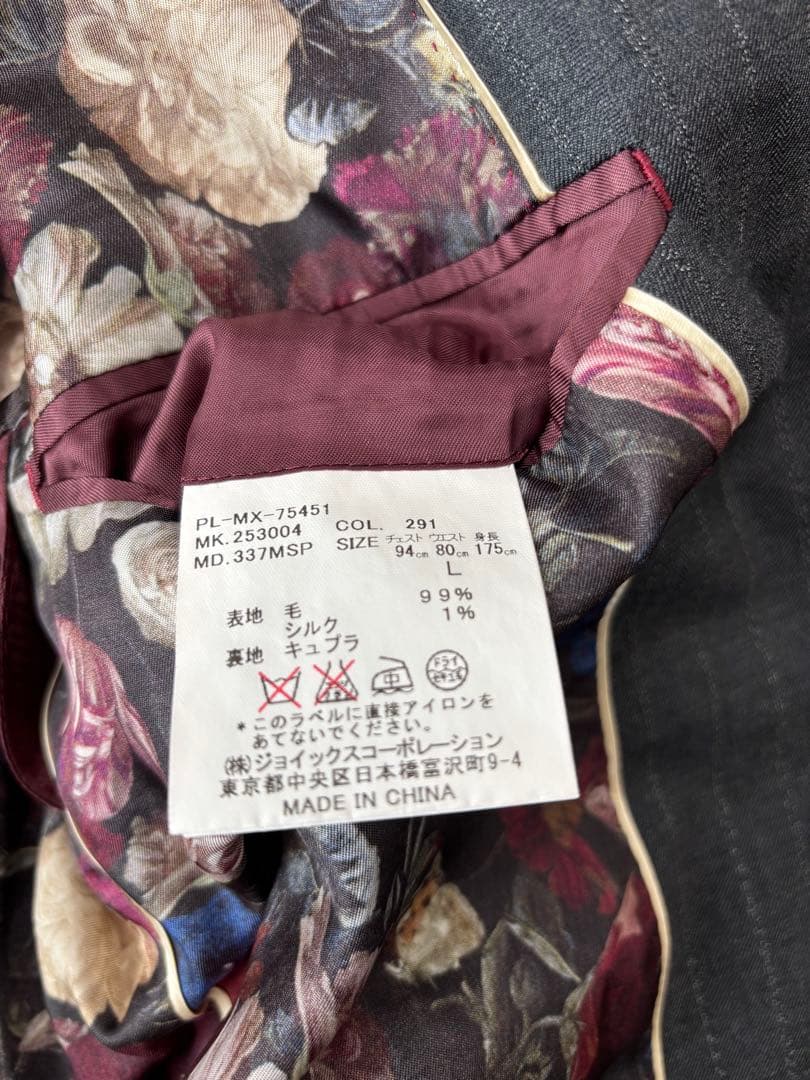 PL-MX-75451
MK.253004 COL. 291
MD.337MSP SIZE チェスト ウエスト 身長
94cm 80cm 175cm
L
表地 毛 99%
シルク 1%
裏地 キュプラ
ドライ
セキユ系
*このラベルに直接アイロンを
あてないでください。
(株)ジョイックスコーポレーション
東京都中央区日本橋富沢町9-4
MADE IN CHINA